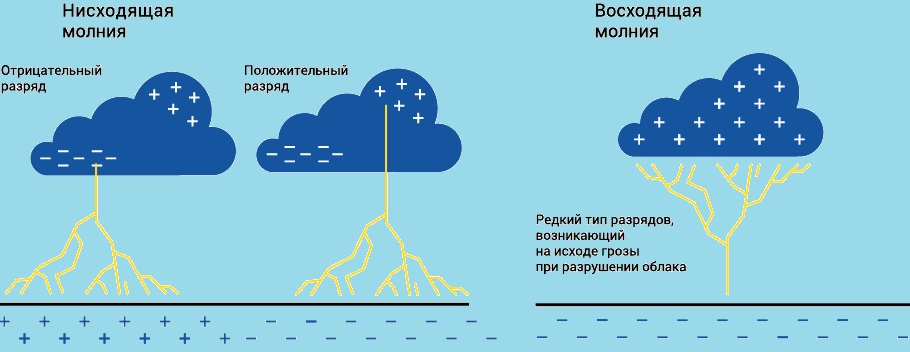 Нисходящая
молния
Восходящая
молния
Отрицательный
разряд
Положительный
разряд
Редкий тип разрядов,
возникающий
на исходе грозы
при разрушении облака